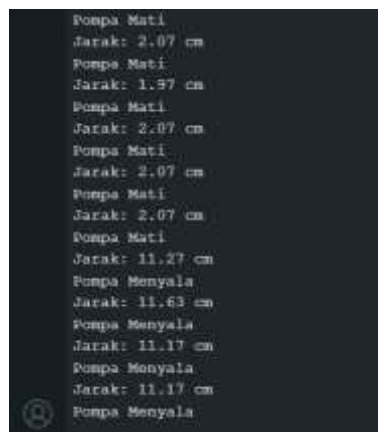 Pompa Mati
Jarak: 2.07 cm
Pompa Mati
Jarak: 1.97 cm
Pompa Mati
Jarak: 2.07 cm
Pompa Mati
Jarak: 2.07 cm
Pompa Mati
Jarak: 2.07 cm
Pompa Mati
Jarak: 11.27 cm
Pompa Menyala
Jarak: 11.63 cm
Pompa Menyala
Jarak: 11.17 cm
Pompa Menyala
Jarak: 11.17 cm
Pompa Menyala